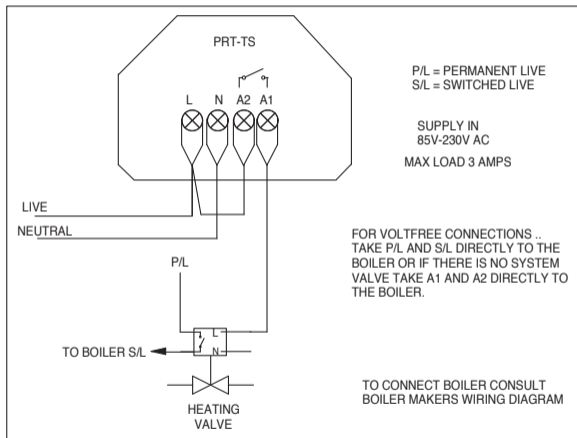 PRT-TS
L N A2 A1
P/L = PERMANENT LIVE
S/L = SWITCHED LIVE
SUPPLY IN
85V-230V AC
MAX LOAD 3 AMPS
LIVE
NEUTRAL
FOR VOLTFREE CONNECTIONS ..
TAKE P/L AND S/L DIRECTLY TO THE
BOILER OR IF THERE IS NO SYSTEM
VALVE TAKE A1 AND A2 DIRECTLY TO
THE BOILER.
P/L
L
N
TO BOILER S/L
HEATING
VALVE
TO CONNECT BOILER CONSULT
BOILER MAKERS WIRING DIAGRAM